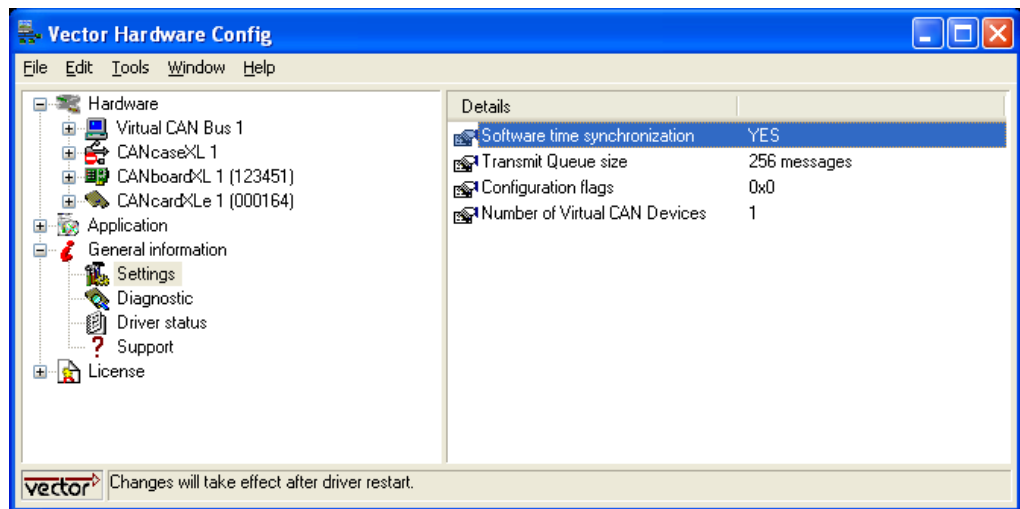 Vector Hardware Config
File Edit Tools Window Help
Hardware
Virtual CAN Bus 1
CANcaseXL 1
CANboardXL 1 (123451)
CANcardXLe 1 (000164)
Application
General information
Settings
Diagnostic
Driver status
Support
License
Details
Software time synchronization YES
Transmit Queue size 256 messages
Configuration flags 0x0
Number of Virtual CAN Devices 1
vector Changes will take effect after driver restart.